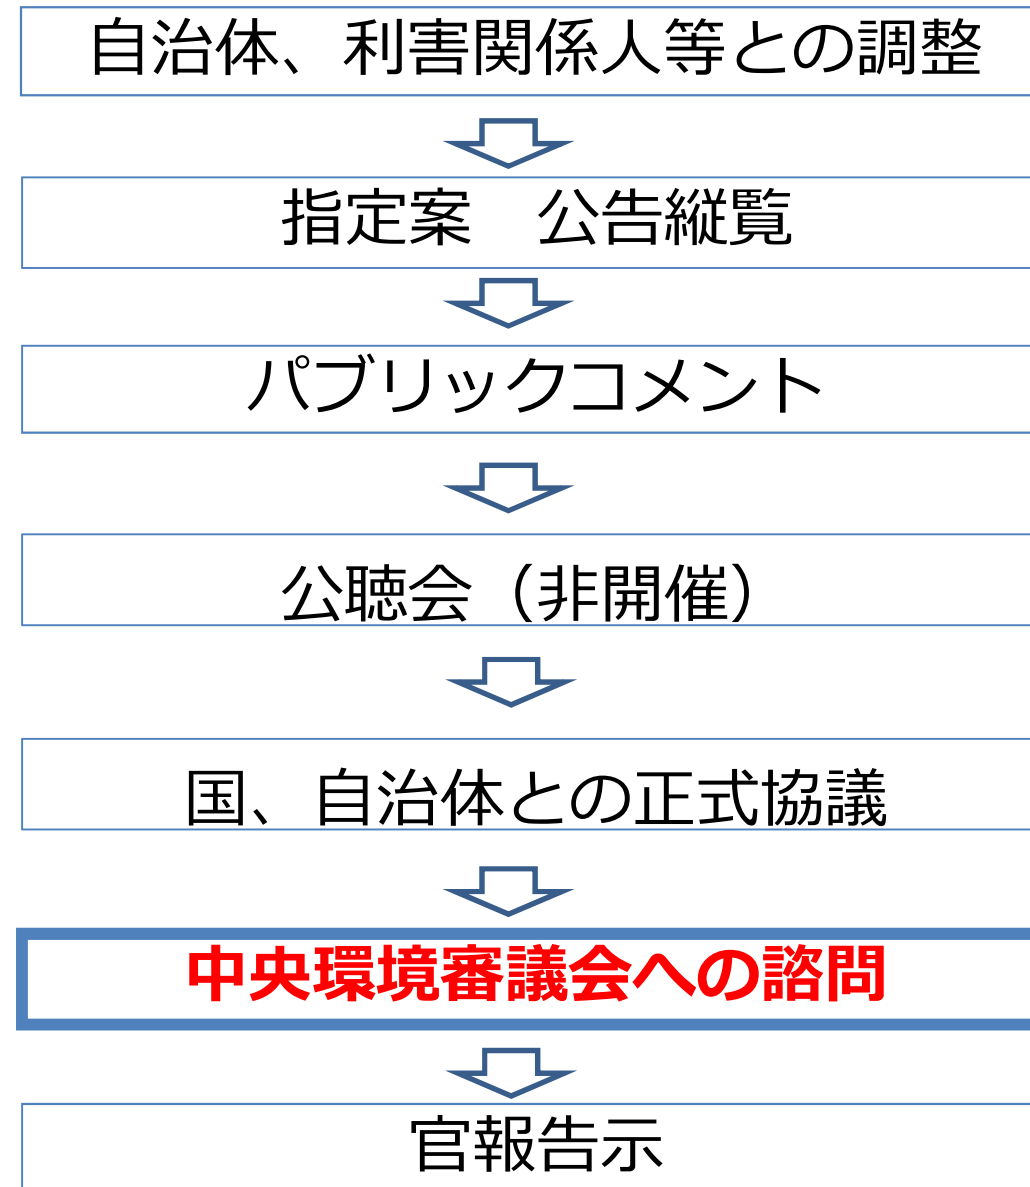 自治体、利害関係人等との調整
指定案　公告縦覧
パブリックコメント
公聴会（非開催）
国、自治体との正式協議
中央環境審議会への諮問
官報告示